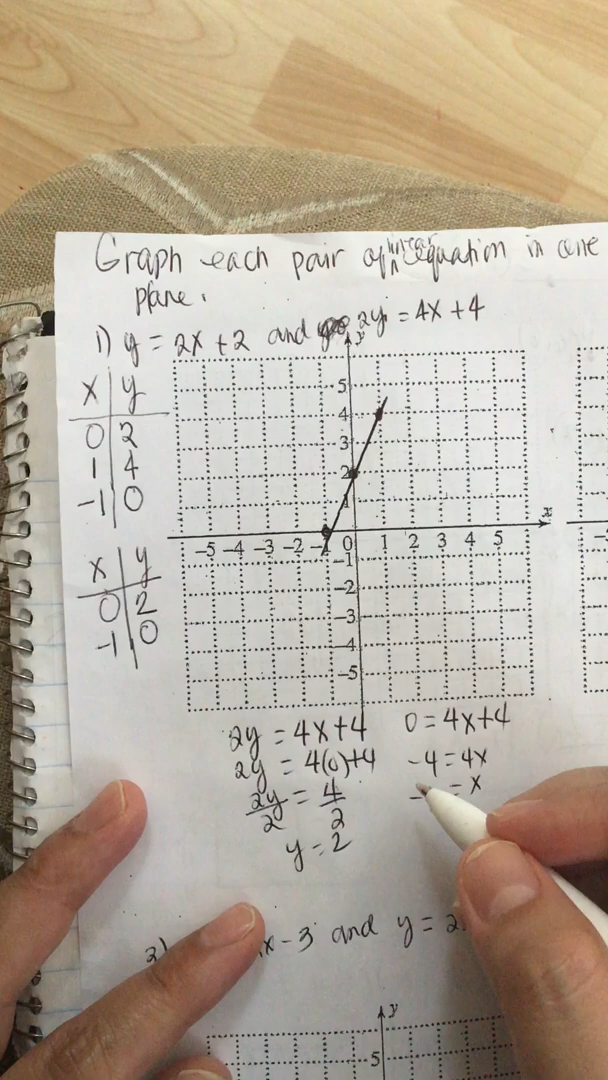 Graph each pair of linear equation in one
plane.
1) y = 2x + 2 and 2y = 4x + 4
x y
0 2
1 4
-1 0
x y
0 2
-1 0
y
5
4
3
2
1
x
-5 -4 -3 -2 -1 0 1 2 3 4 5
-1
-2
-3
-4
-5
2y = 4x + 4
2y = 4(0) + 4
2y = 4
2 2
y = 2
0 = 4x + 4
-4 = 4x
= x
x - 3 and y = 2
y
5